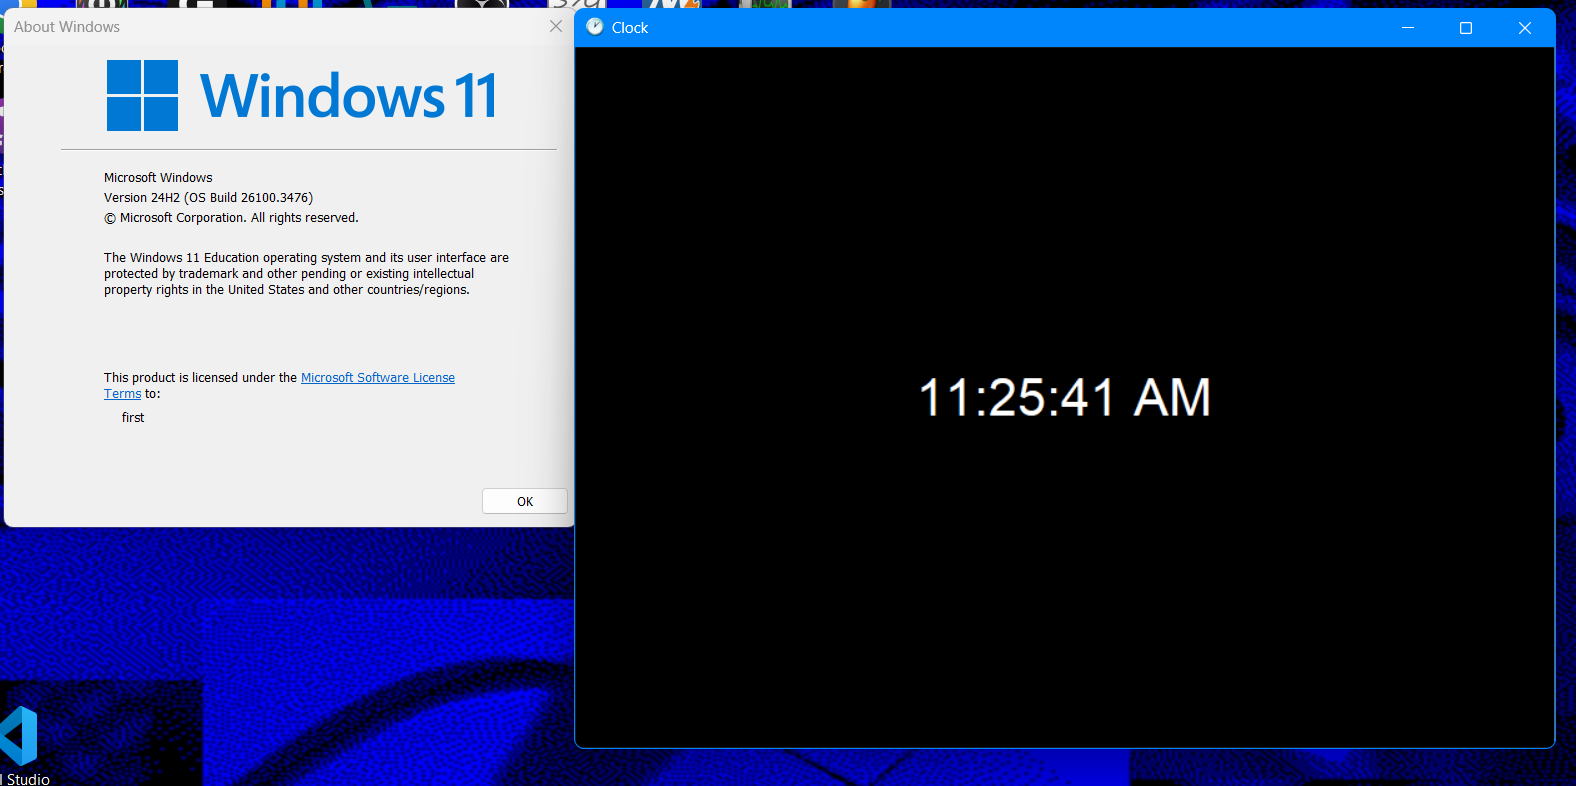 About Windows
Windows 11
Microsoft Windows
Version 24H2 (OS Build 26100.3476)
© Microsoft Corporation. All rights reserved.
The Windows 11 Education operating system and its user interface are
protected by trademark and other pending or existing intellectual
property rights in the United States and other countries/regions.
This product is licensed under the Microsoft Software License
Terms to:
first
OK
Clock
11:25:41 AM
l Studio